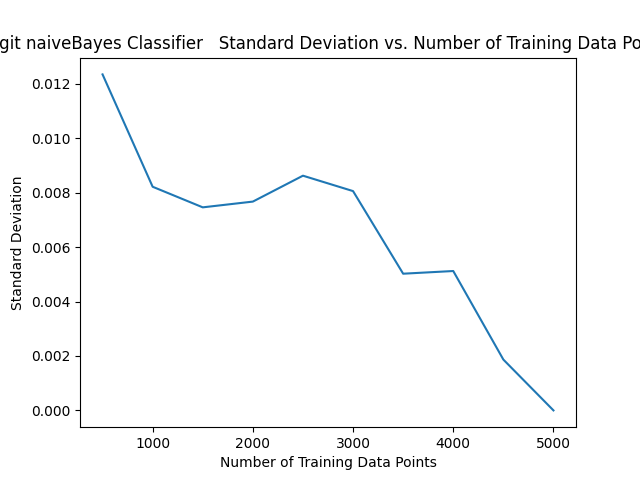 git naiveBayes Classifier   Standard Deviation vs. Number of Training Data Po
0.012
0.010
0.008
0.006
0.004
0.002
0.000
Standard Deviation
1000 2000 3000 4000 5000
Number of Training Data Points